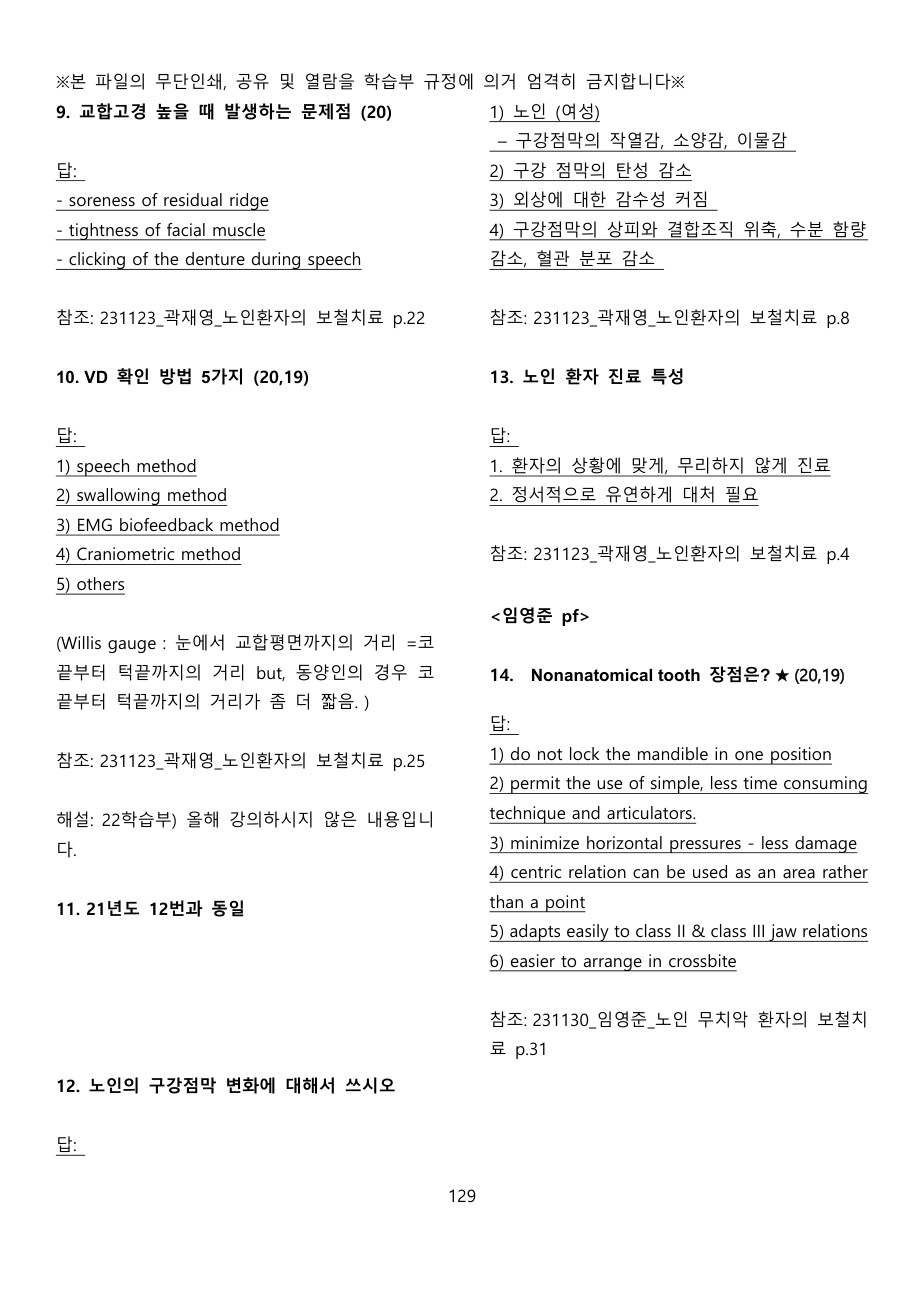 ※본 파일의 무단인쇄, 공유 및 열람을 학습부 규정에 의거 엄격히 금지합니다※
9. 교합고경 높을 때 발생하는 문제점 (20)
답:
- soreness of residual ridge
- tightness of facial muscle
- clicking of the denture during speech
참조: 231123_곽재영_노인환자의 보철치료 p.22
10. VD 확인 방법 5가지 (20,19)
답:
1) speech method
2) swallowing method
3) EMG biofeedback method
4) Craniometric method
5) others
(Willis gauge : 눈에서 교합평면까지의 거리 =코
끝부터 턱끝까지의 거리 but, 동양인의 경우 코
끝부터 턱끝까지의 거리가 좀 더 짧음. )
참조: 231123_곽재영_노인환자의 보철치료 p.25
해설: 22학습부) 올해 강의하시지 않은 내용입니
다.
11. 21년도 12번과 동일
12. 노인의 구강점막 변화에 대해서 쓰시오
답:
1) 노인 (여성)
– 구강점막의 작열감, 소양감, 이물감
2) 구강 점막의 탄성 감소
3) 외상에 대한 감수성 커짐
4) 구강점막의 상피와 결합조직 위축, 수분 함량
감소, 혈관 분포 감소
참조: 231123_곽재영_노인환자의 보철치료 p.8
13. 노인 환자 진료 특성
답:
1. 환자의 상황에 맞게, 무리하지 않게 진료
2. 정서적으로 유연하게 대처 필요
참조: 231123_곽재영_노인환자의 보철치료 p.4
<임영준 pf>
14. Nonanatomical tooth 장점은? ★ (20,19)
답:
1) do not lock the mandible in one position
2) permit the use of simple, less time consuming
technique and articulators.
3) minimize horizontal pressures - less damage
4) centric relation can be used as an area rather
than a point
5) adapts easily to class II & class III jaw relations
6) easier to arrange in crossbite
참조: 231130_임영준_노인 무치악 환자의 보철치
료 p.31
129